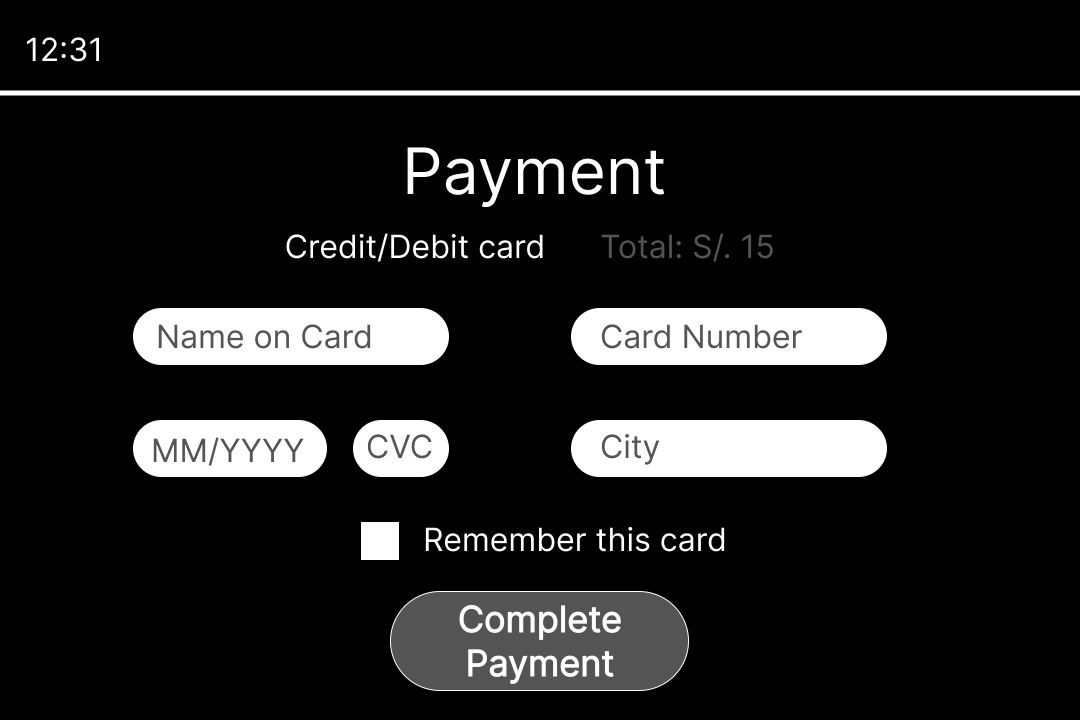 12:31
Payment
Credit/Debit card
Total: S/. 15
Name on Card
Card Number
MM/YYYY
CVC
City
Remember this card
Complete
Payment